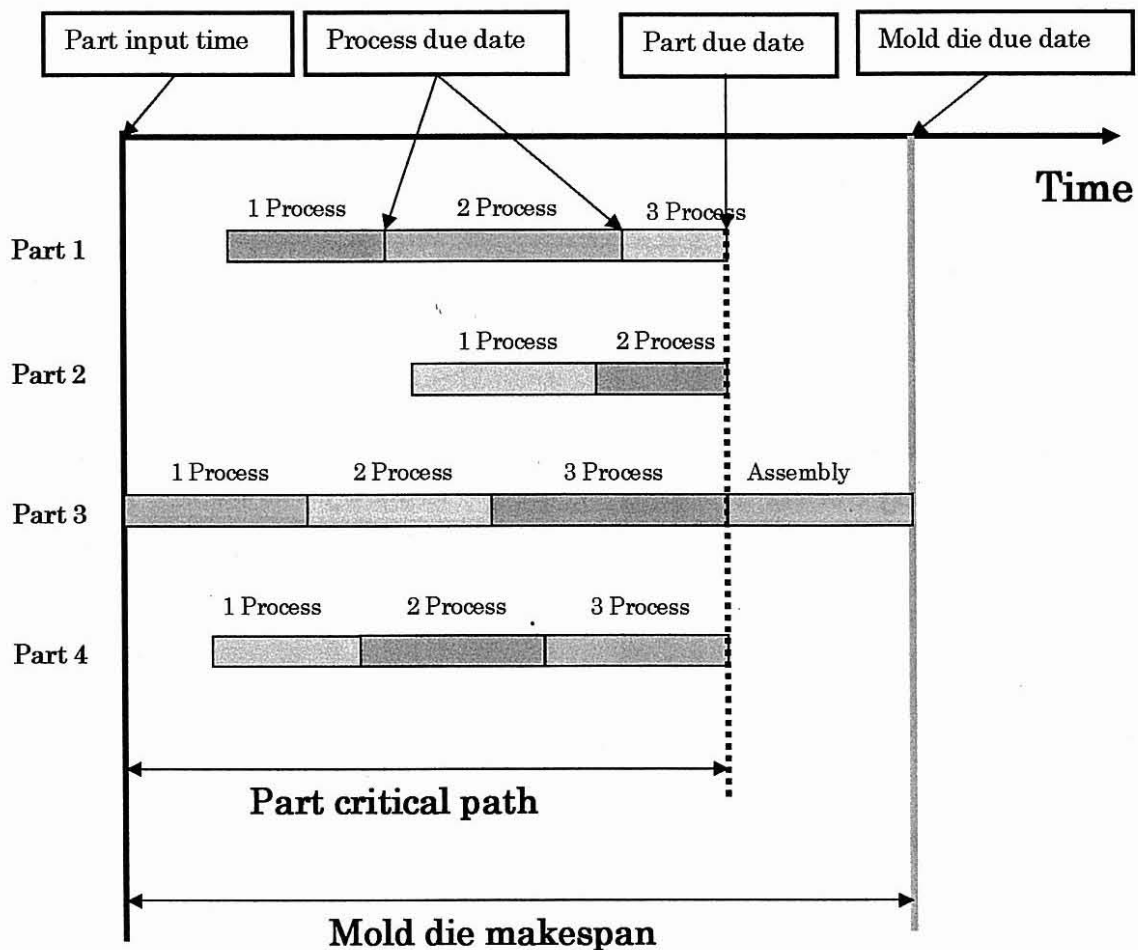 Part input time
Process due date
Part due date
Mold die due date
Time
1 Process
2 Process
3 Process
Part 1
1 Process
2 Process
Part 2
1 Process
2 Process
3 Process
Assembly
Part 3
1 Process
2 Process
3 Process
Part 4
Part critical path
Mold die makespan